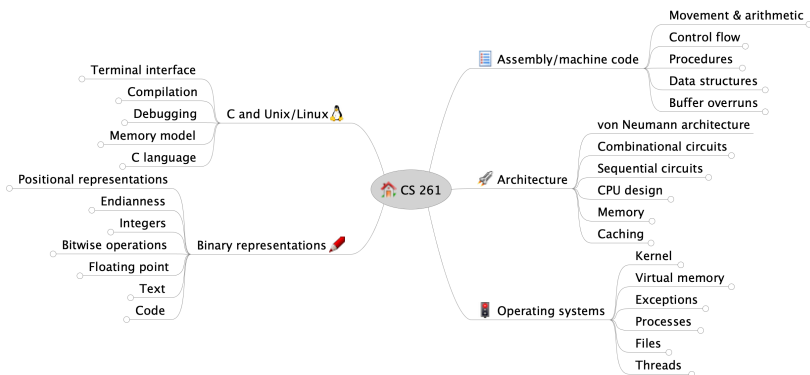 CS 261
C and Unix/Linux
Terminal interface
Compilation
Debugging
Memory model
C language
Binary representations
Positional representations
Endianness
Integers
Bitwise operations
Floating point
Text
Code
Assembly/machine code
Movement & arithmetic
Control flow
Procedures
Data structures
Buffer overruns
Architecture
von Neumann architecture
Combinational circuits
Sequential circuits
CPU design
Memory
Caching
Operating systems
Kernel
Virtual memory
Exceptions
Processes
Files
Threads